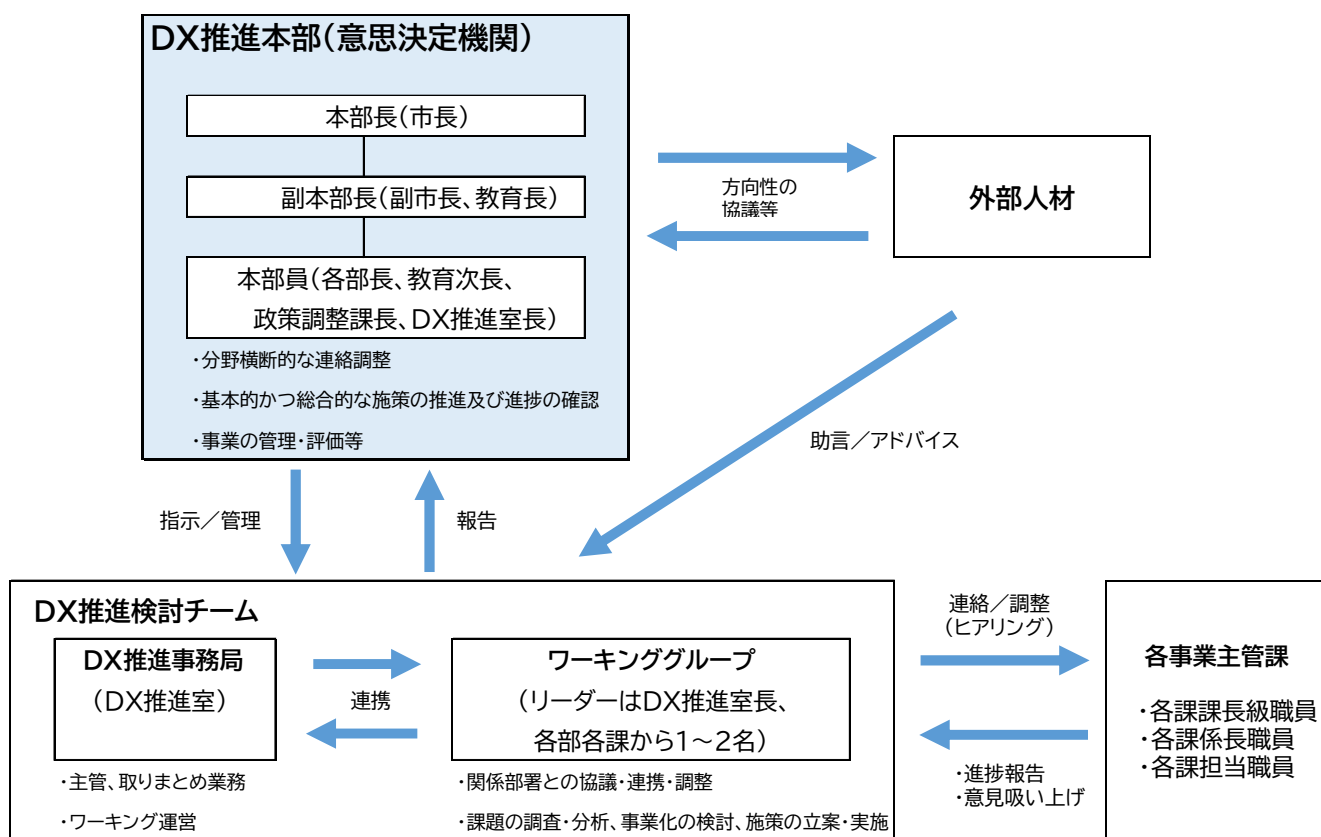 DX推進本部(意思決定機関)
本部長(市長)
副本部長(副市長、教育長)
本部員(各部長、教育次長、
政策調整課長、DX推進室長)
・分野横断的な連絡調整
・基本的かつ総合的な施策の推進及び進捗の確認
・事業の管理・評価等
方向性の
協議等
外部人材
助言／アドバイス
指示／管理
報告
DX推進検討チーム
DX推進事務局
(DX推進室)
・主管、取りまとめ業務
・ワーキング運営
連携
ワーキンググループ
(リーダーはDX推進室長、
各部各課から1～2名)
・関係部署との協議・連携・調整
・課題の調査・分析、事業化の検討、施策の立案・実施
連絡／調整
(ヒアリング)
・進捗報告
・意見吸い上げ
各事業主管課
・各課課長級職員
・各課係長職員
・各課担当職員